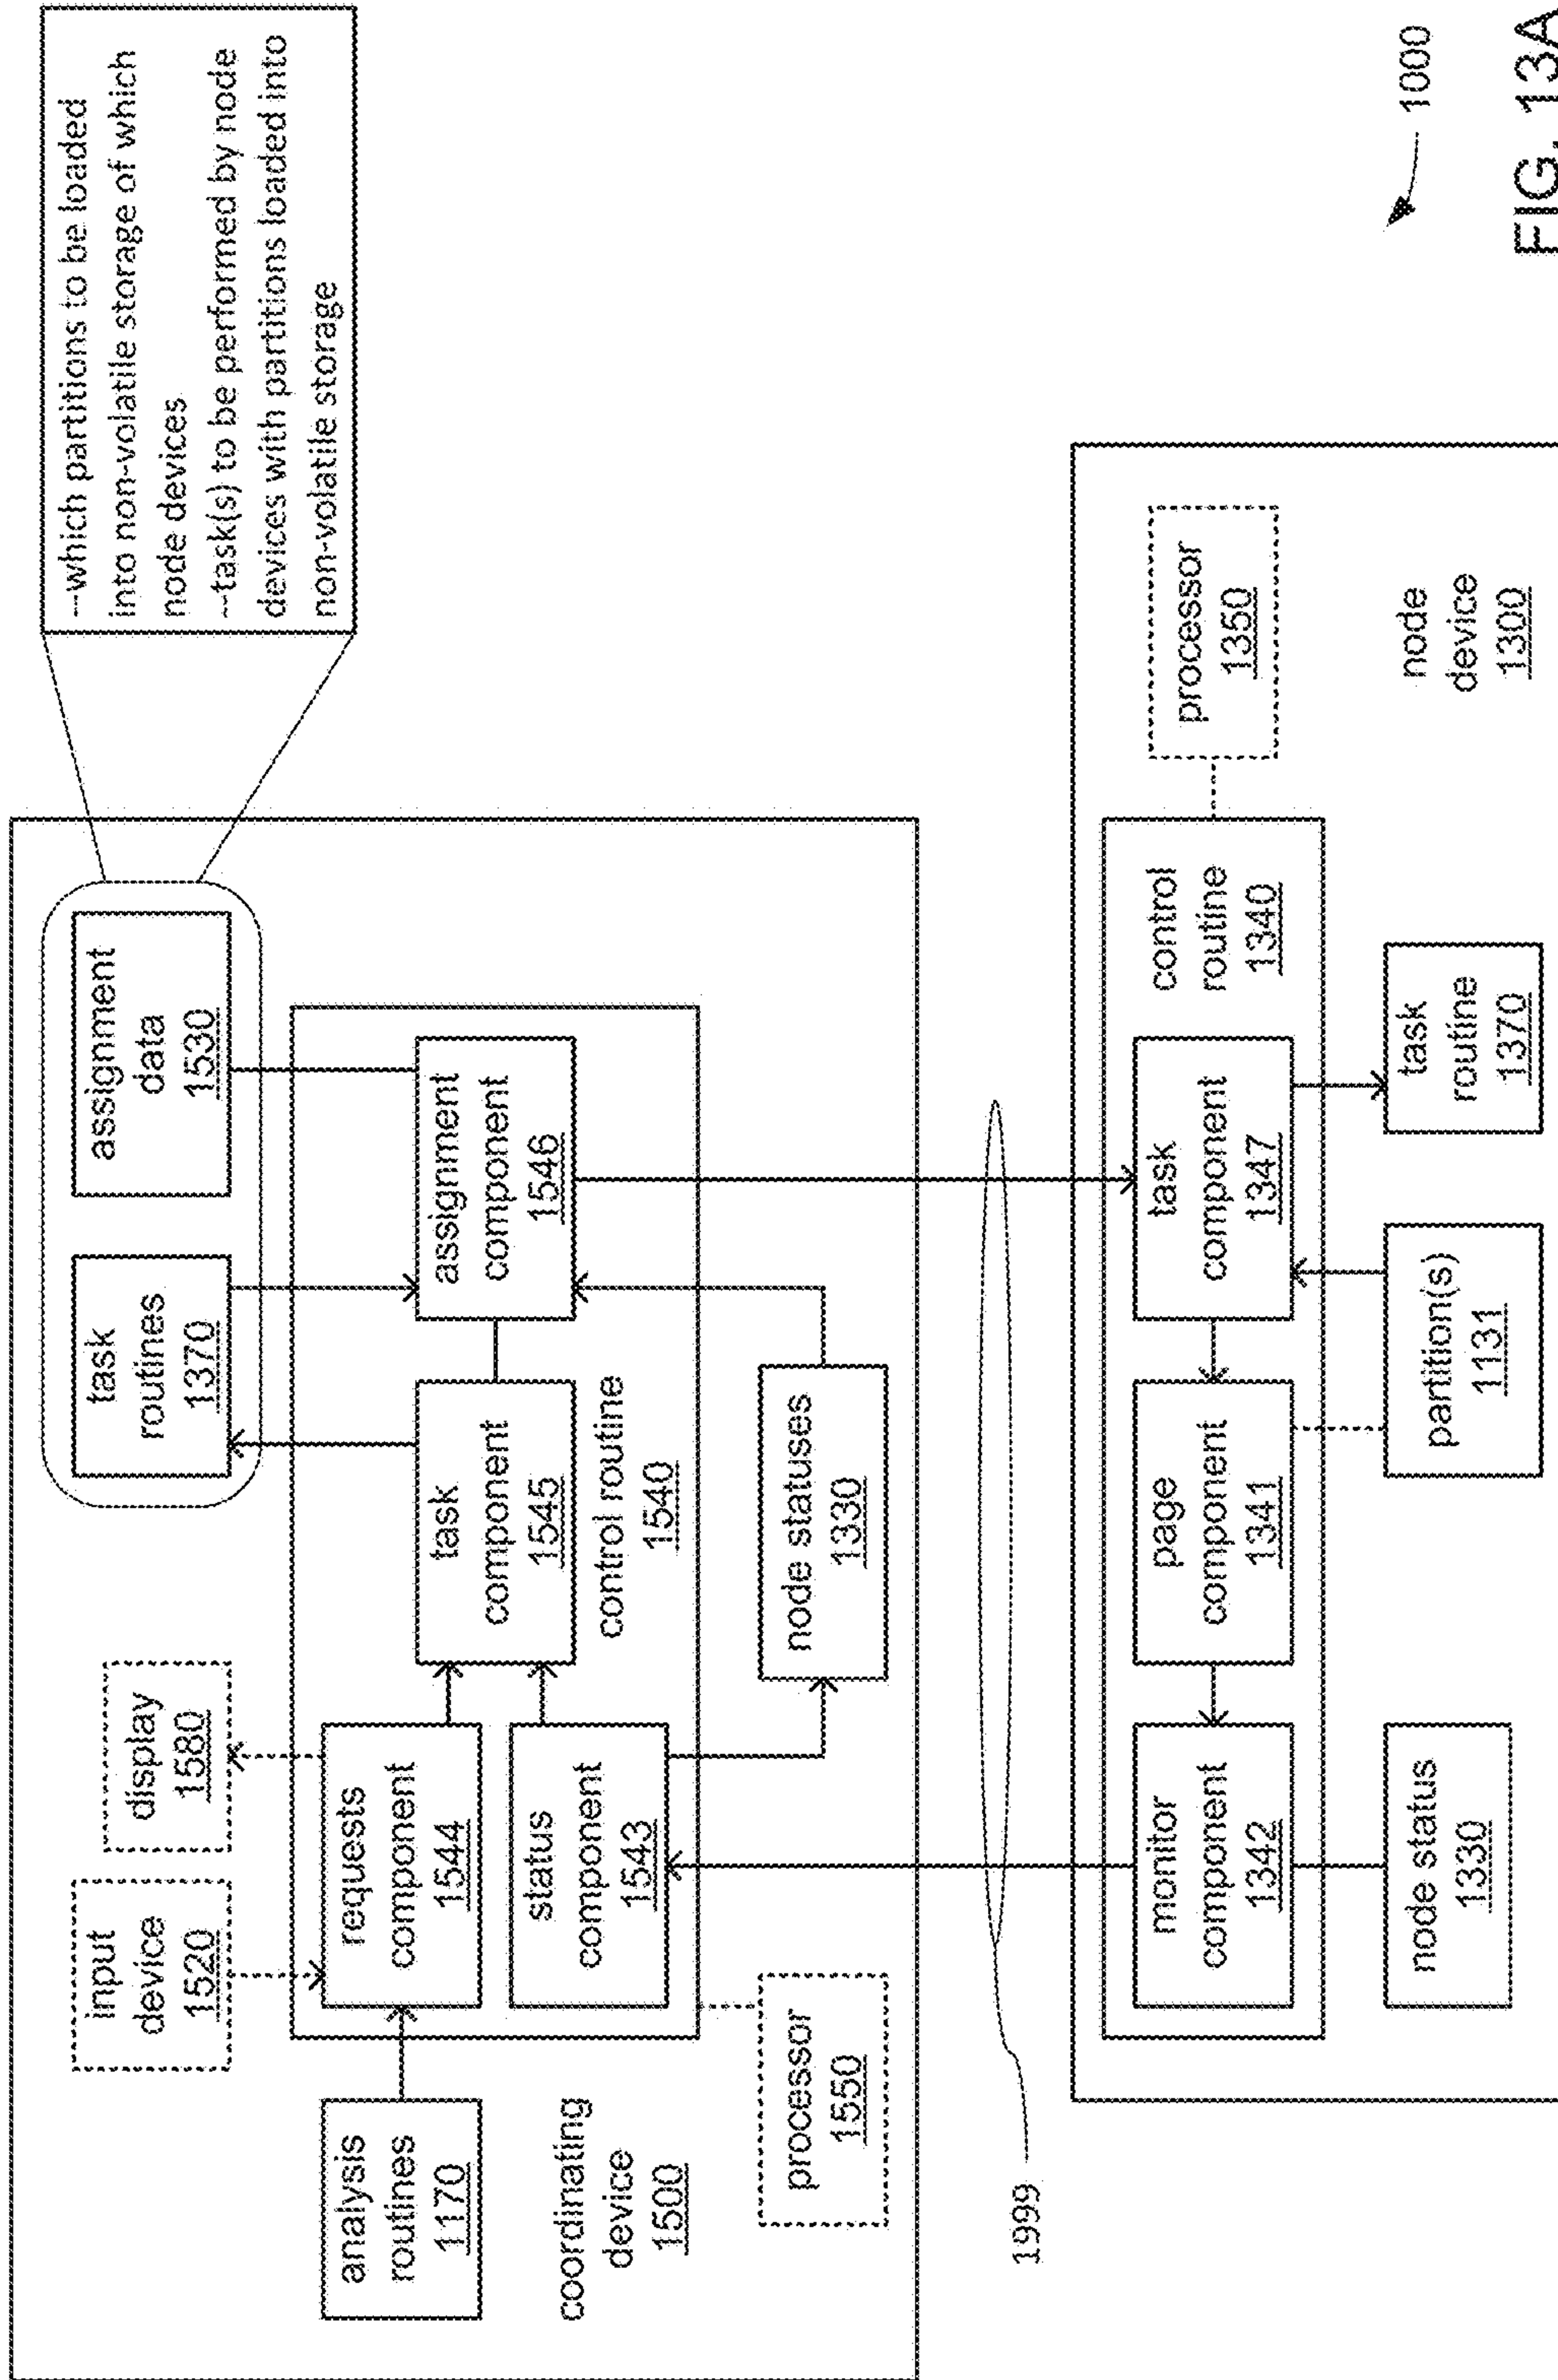 --which partitions to be loaded
into non-volatile storage of which
node devices
--task(s) to be performed by node
devices with partitions loaded into
non-volatile storage
input
device
1520
display
1580
task
routines
1370
assignment
data
1530
analysis
routines
1170
requests
component
1544
status
component
1543
task
component
1545
assignment
component
1546
control routine
1540
coordinating
device
1500
processor
1550
node statuses
1330
1999
monitor
component
1342
page
component
1341
task
component
1347
control
routine
1340
processor
1350
node status
1330
partition(s)
1131
task
routine
1370
node
device
1300
1000
FIG. 13A